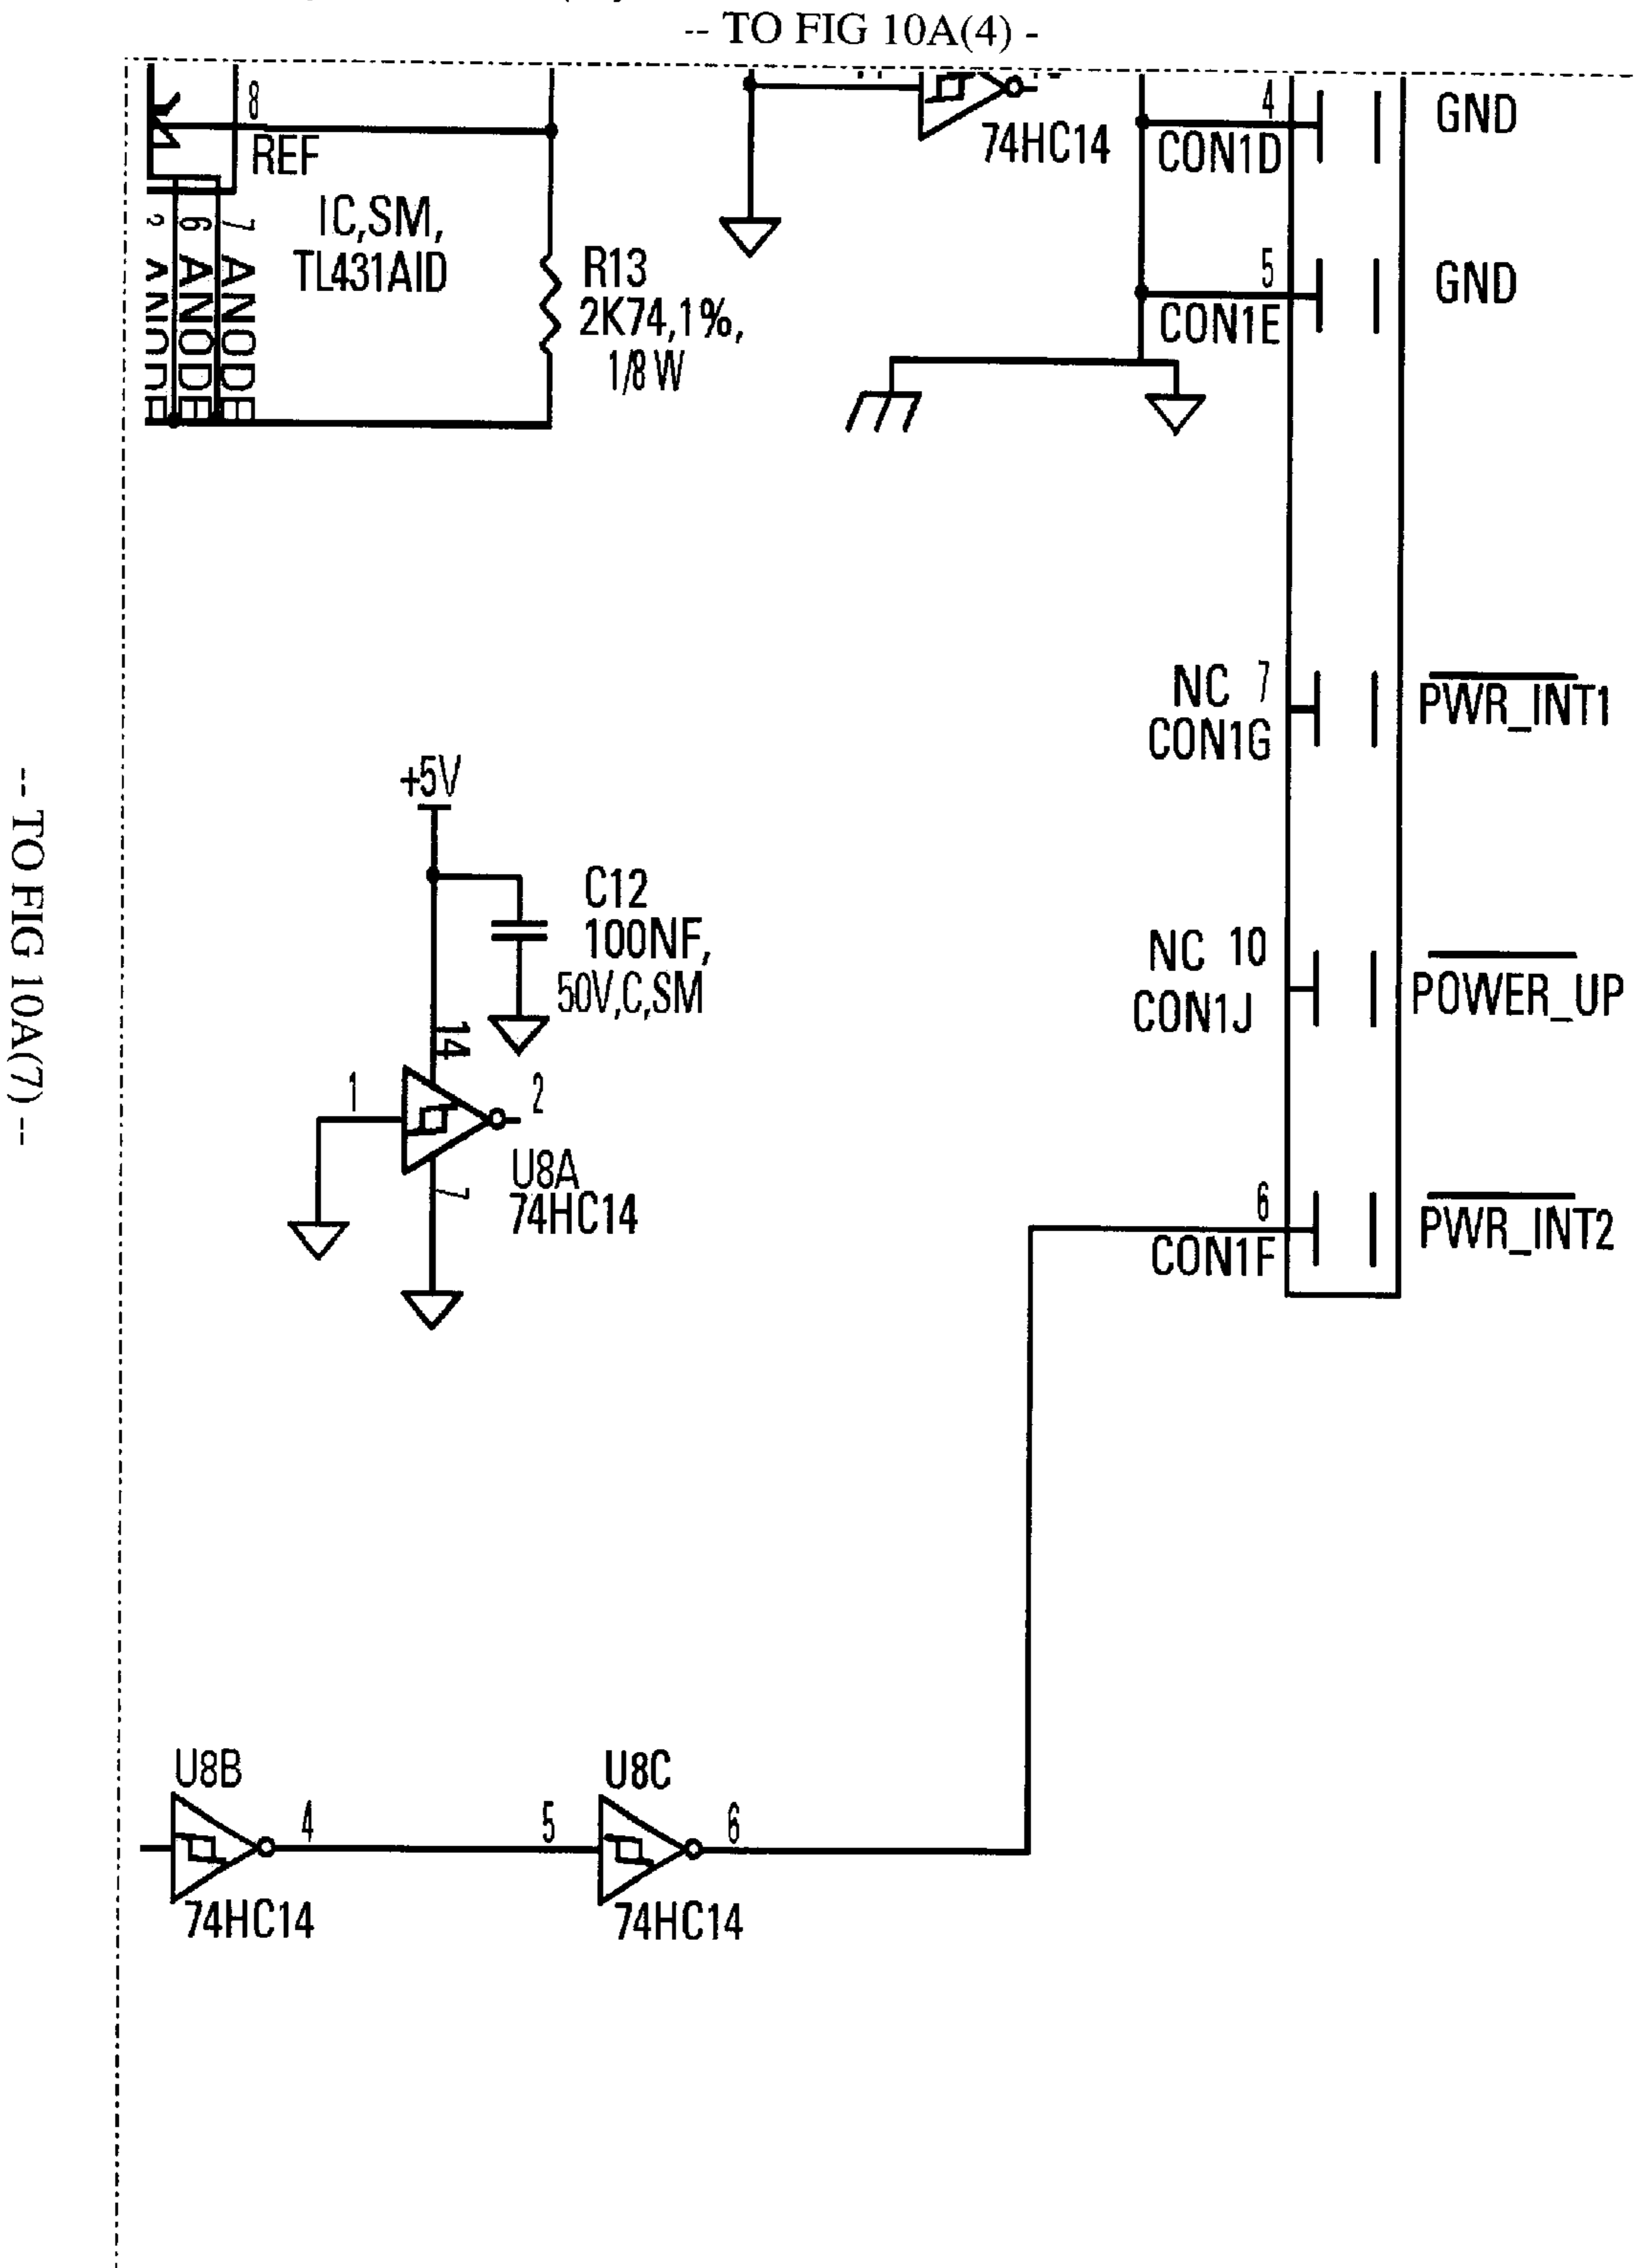 -- TO FIG 10A(4) -
8
REF
IC,SM,
TL431AID
2
6
7
ANODE
ANODE
R13
2K74,1%,
1/8 W
74HC14
4
CON1D
GND
5
CON1E
GND
NC 7
CON1G
PWR_INT1
-- TO FIG 10A(7) --
+5V
C12
100NF,
50V,C,SM
NC 10
CON1J
POWER_UP
14
1
2
U8A
74HC14
7
6
CON1F
PWR_INT2
U8B
4
74HC14
5
U8C
6
74HC14